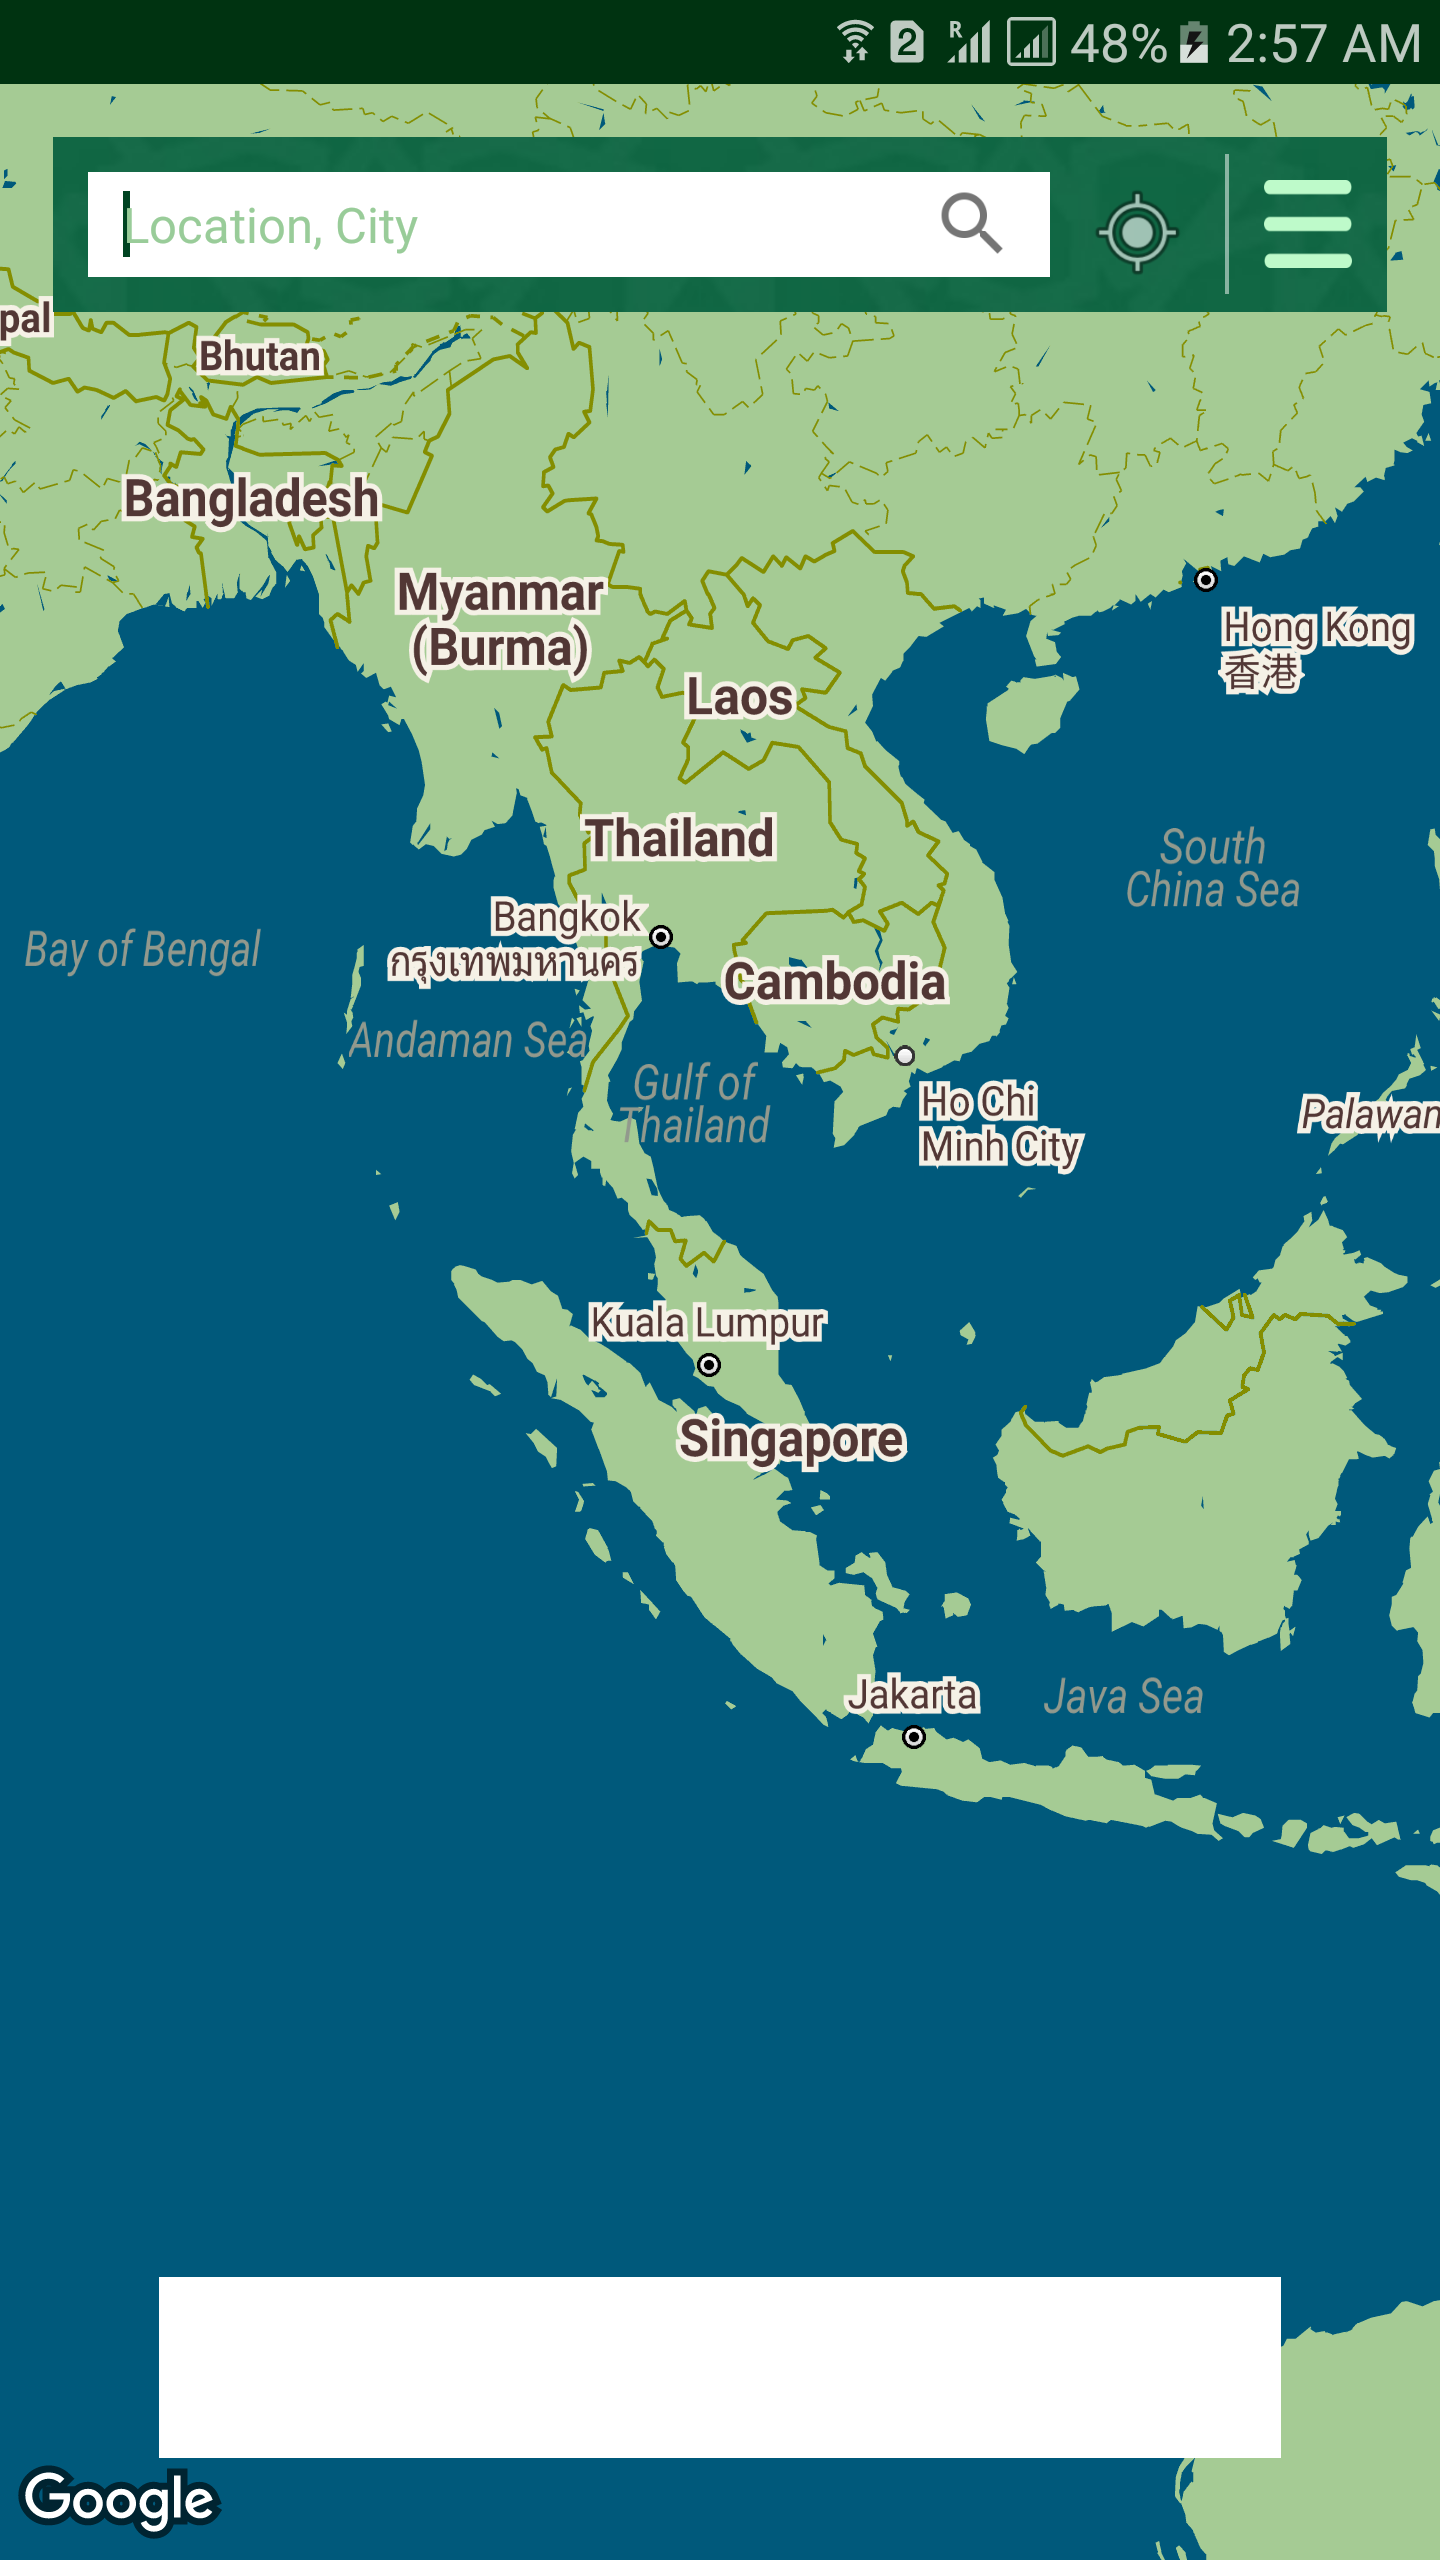 48% 2:57 AM
Location, City
pal
Bhutan
Bangladesh
Myanmar
(Burma)
Hong Kong
香港
Laos
Thailand
South
China Sea
Bangkok
กรุงเทพมหานคร
Bay of Bengal
Cambodia
Andaman Sea
Gulf of
Thailand
Ho Chi
Minh City
Palawan
Kuala Lumpur
Singapore
Jakarta
Java Sea
Google